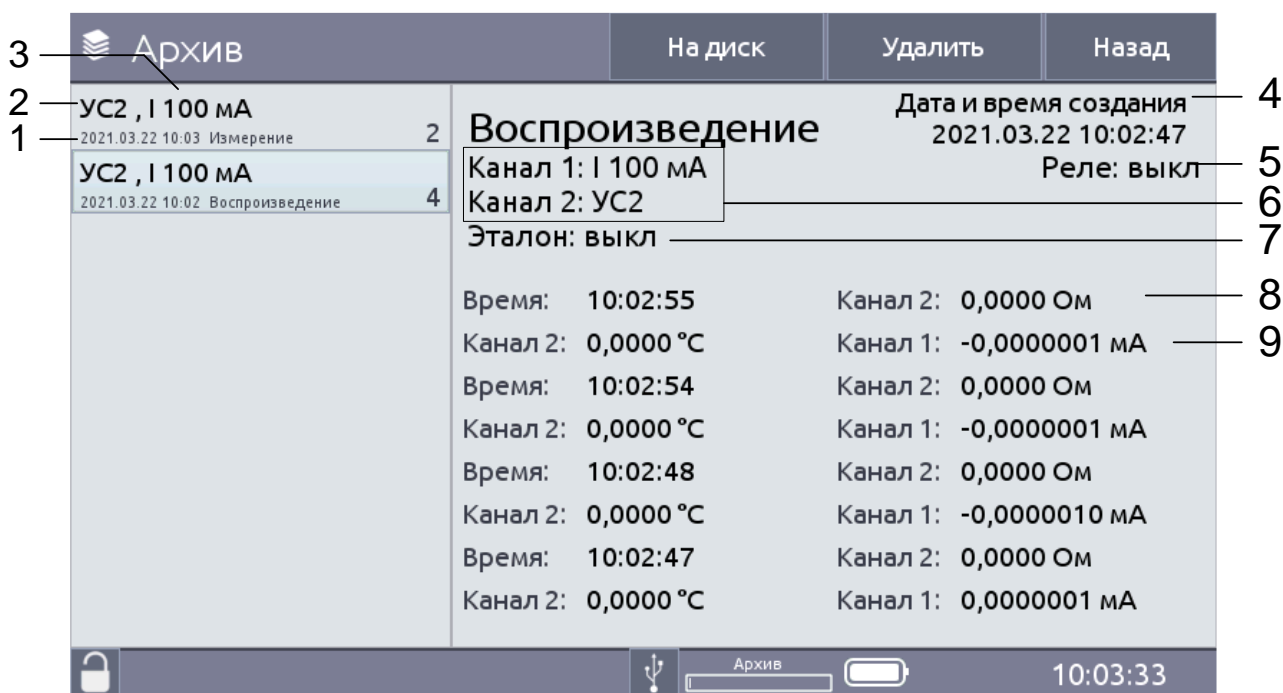 Архив
На диск
Удалить
Назад
3
2
1
УС2 , I 100 мА
2021.03.22 10:03 Измерение
2
УС2 , I 100 мА
2021.03.22 10:02 Воспроизведение
4
Дата и время создания
4
Воспроизведение
2021.03.22 10:02:47
Канал 1: I 100 мА
Реле: выкл
5
Канал 2: УС2
6
Эталон: выкл
7
Время: 10:02:55 Канал 2: 0,0000 Ом
8
Канал 2: 0,0000 °C Канал 1: -0,0000001 мА
9
Время: 10:02:54 Канал 2: 0,0000 Ом
Канал 2: 0,0000 °C Канал 1: -0,0000001 мА
Время: 10:02:48 Канал 2: 0,0000 Ом
Канал 2: 0,0000 °C Канал 1: -0,0000010 мА
Время: 10:02:47 Канал 2: 0,0000 Ом
Канал 2: 0,0000 °C Канал 1: 0,0000001 мА
Архив
10:03:33